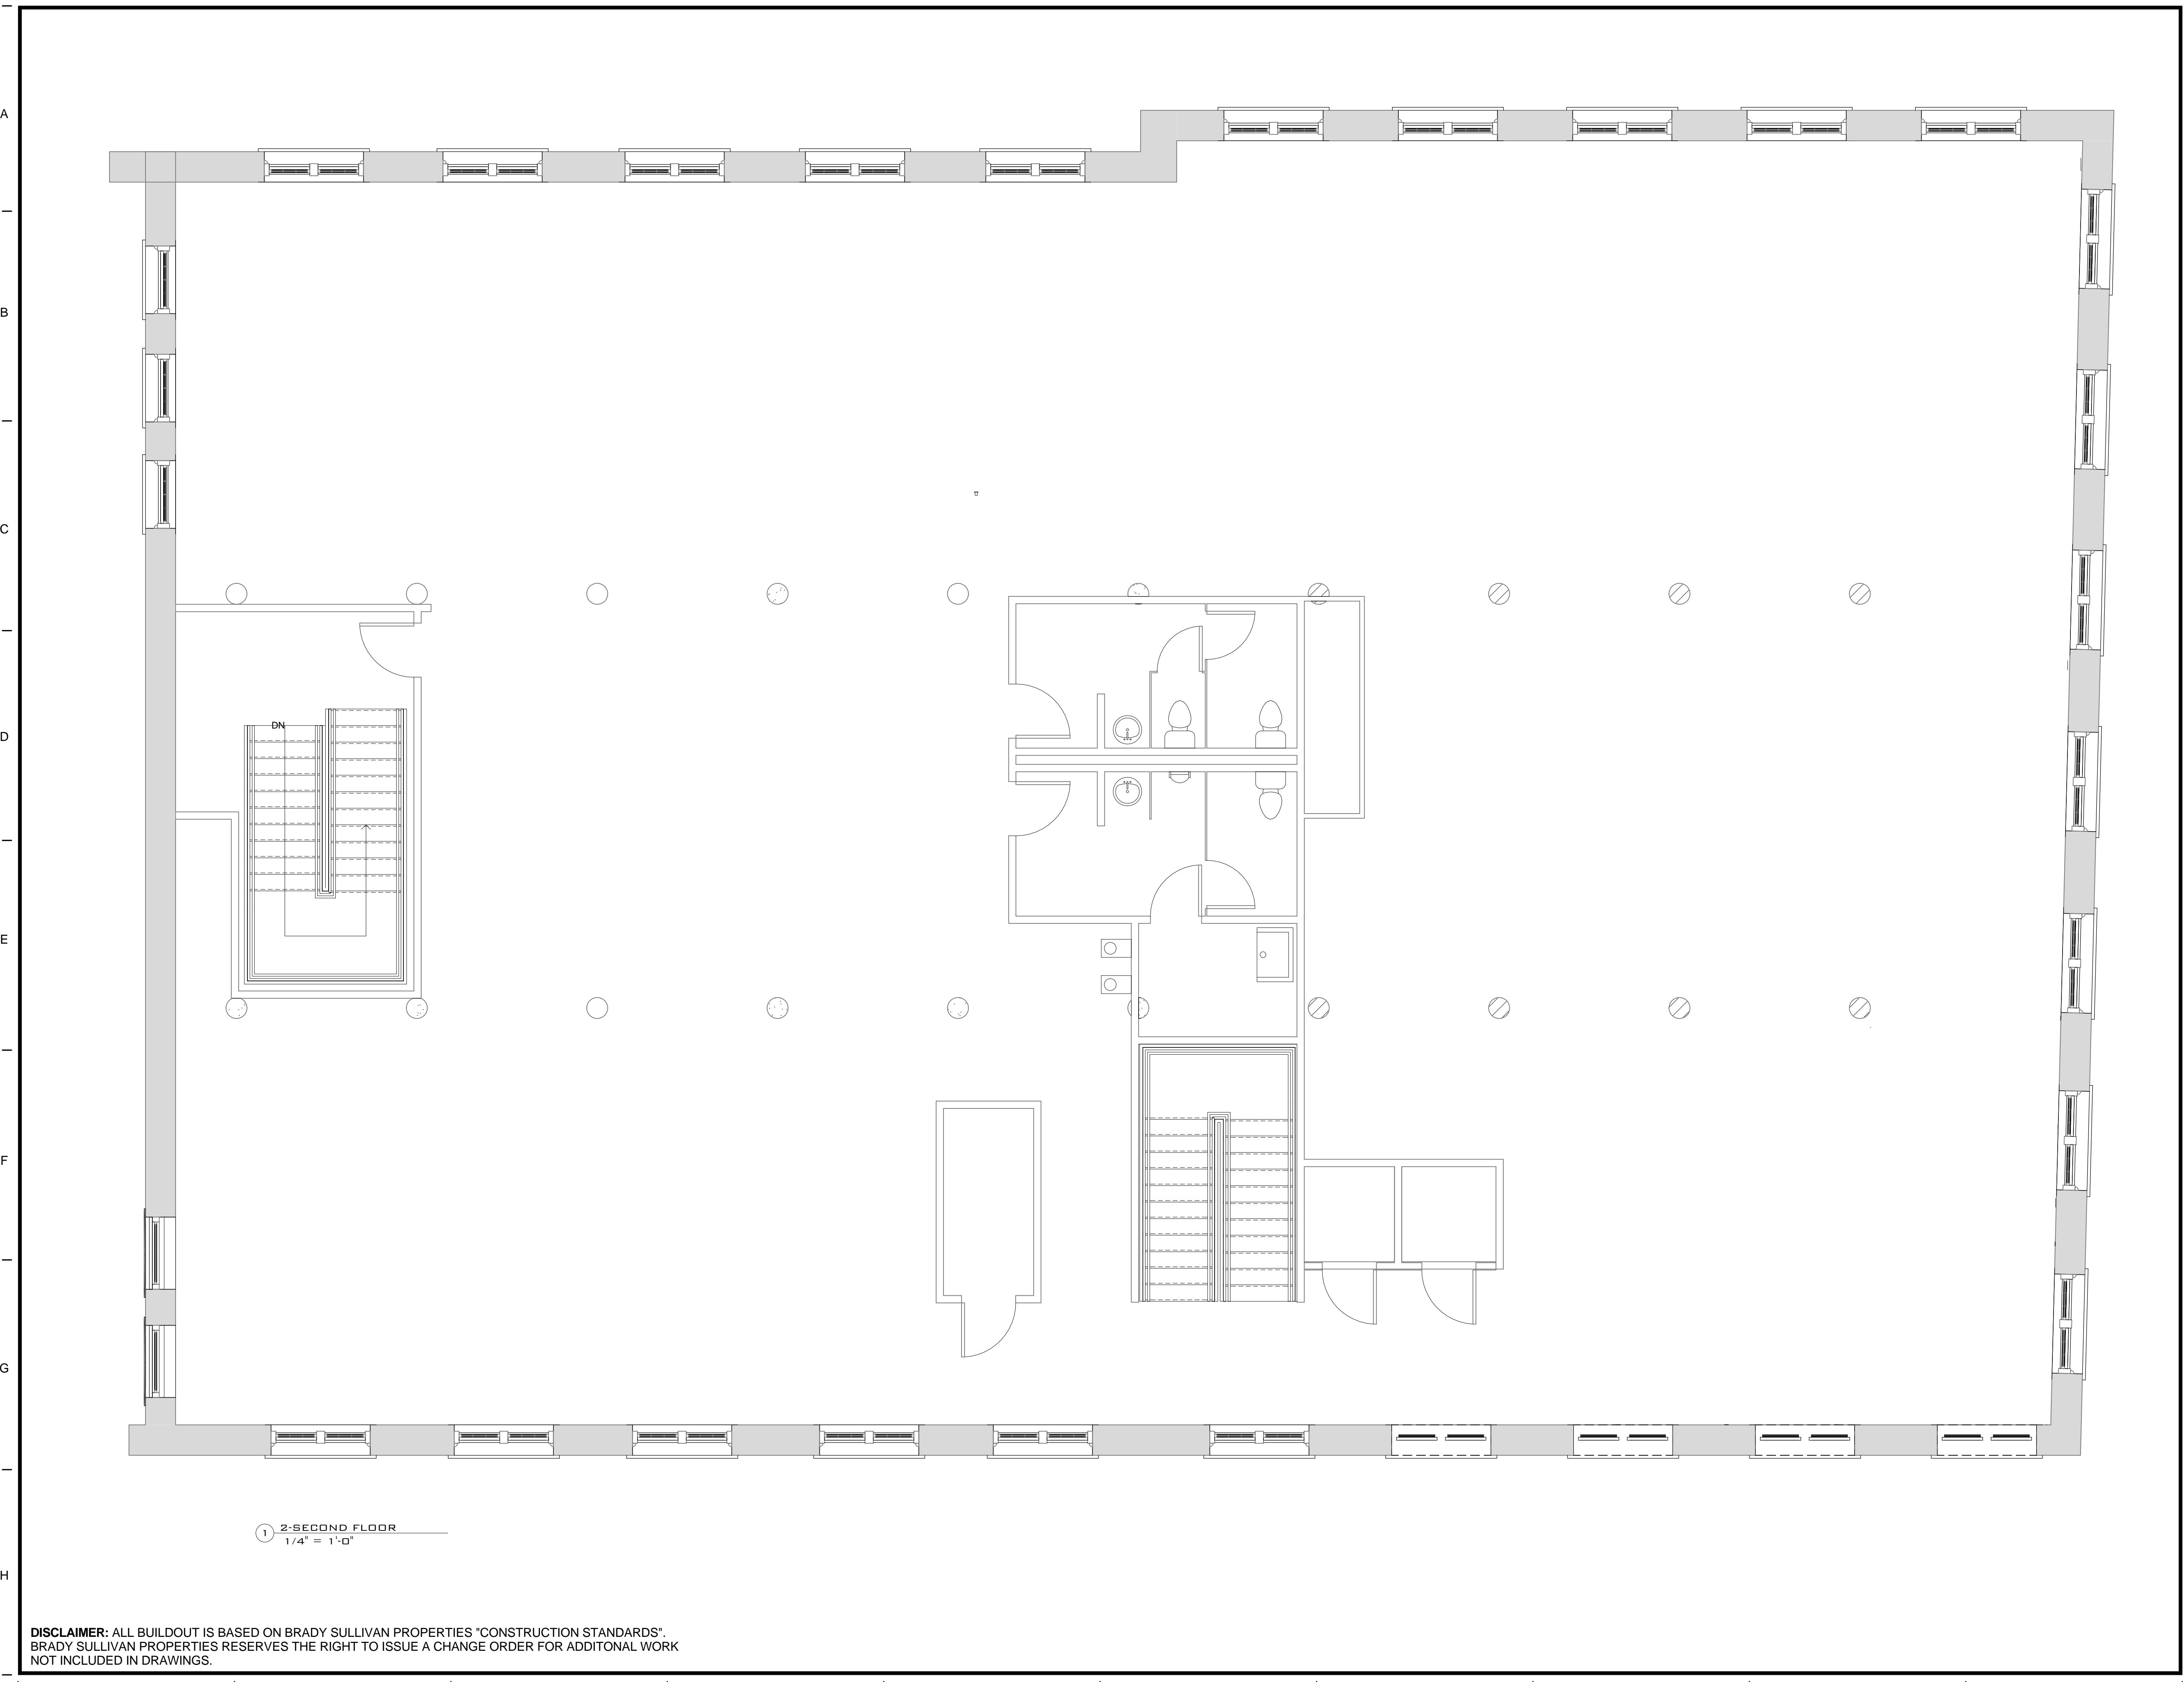 A
B
C
D
DN
E
F
G
1 2-SECOND FLOOR
1/4" = 1'-0"
H
DISCLAIMER: ALL BUILDOUT IS BASED ON BRADY SULLIVAN PROPERTIES "CONSTRUCTION STANDARDS".
BRADY SULLIVAN PROPERTIES RESERVES THE RIGHT TO ISSUE A CHANGE ORDER FOR ADDITONAL WORK
NOT INCLUDED IN DRAWINGS.